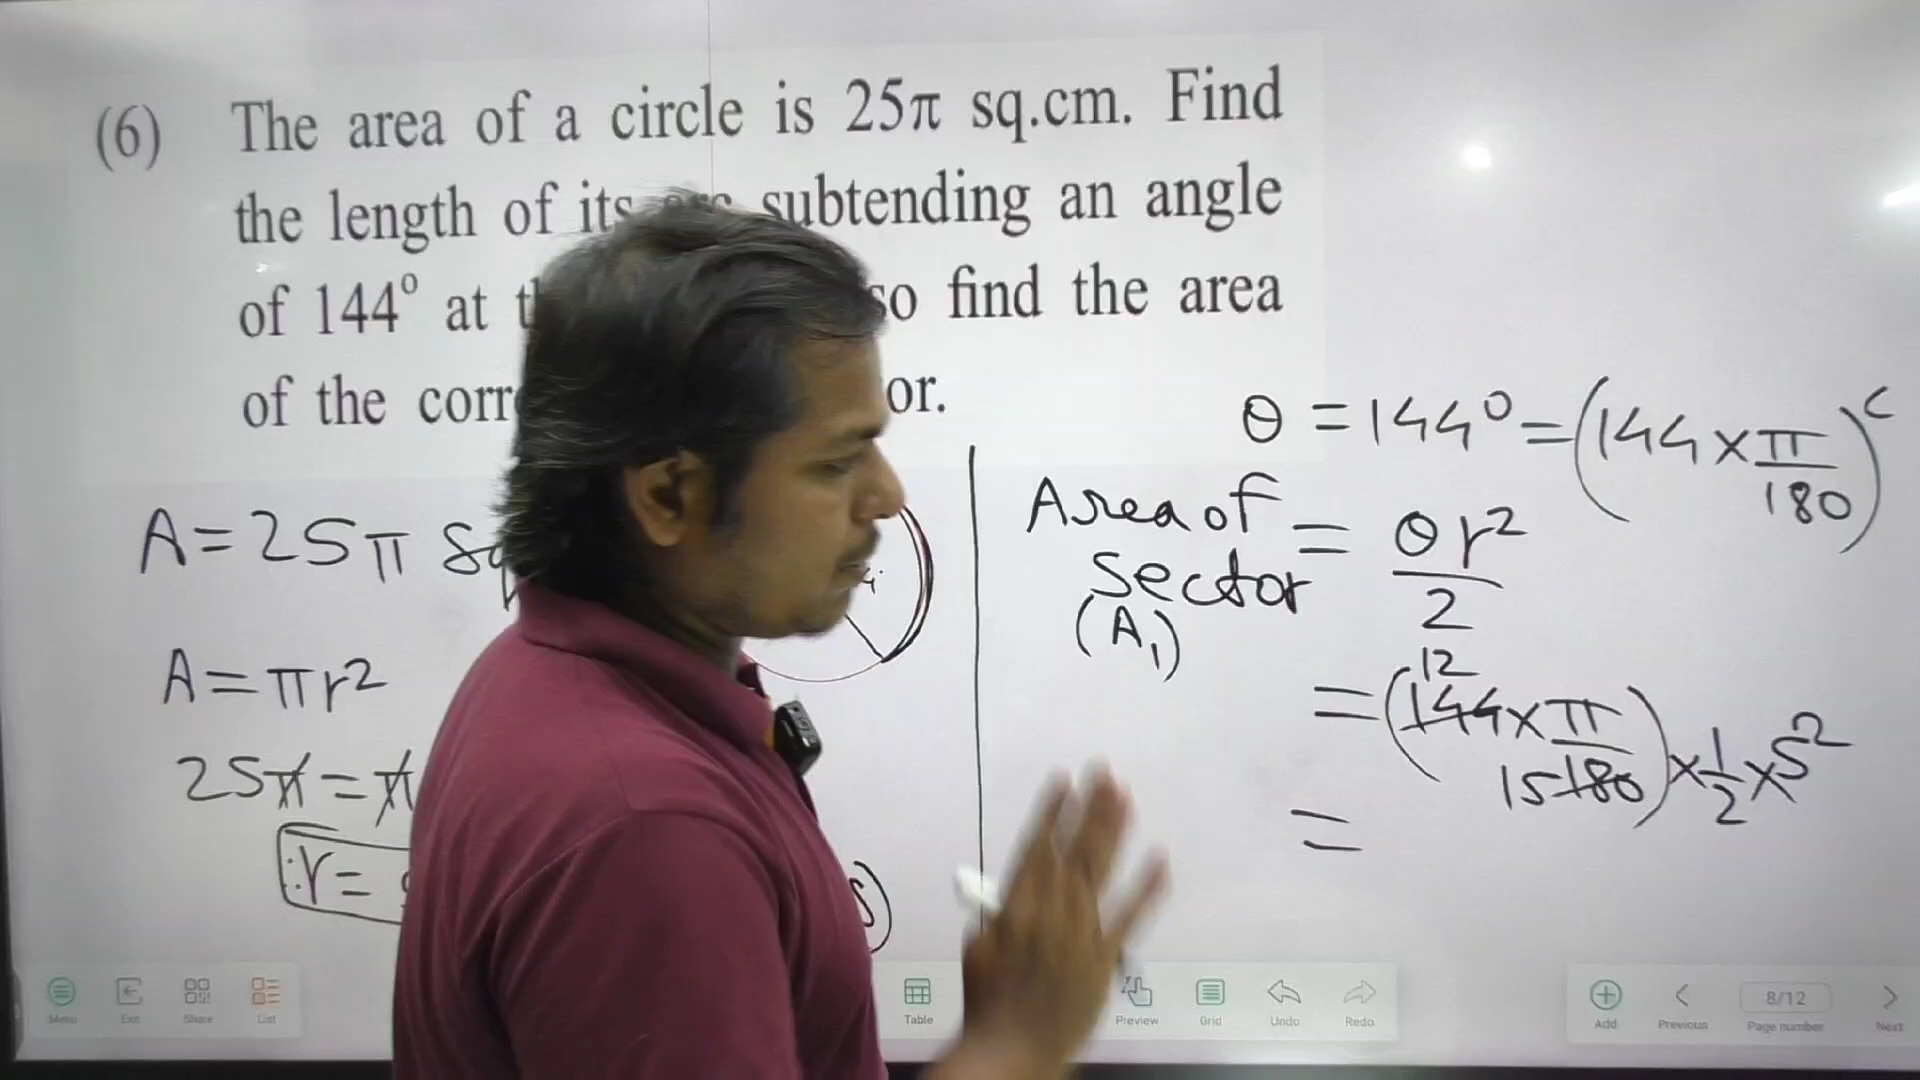 (6) The area of a circle is 25π sq.cm. Find
the length of its subtending an angle
of 144° at find the area
of the or.
θ = 144° = (144 × π/180)ᶜ
A = 25π
A = πr²
25π = π
∴ r =
Area of sector (A₁) = θr²/2
= (144 × π/180) × 1/2 × 5²
12
15
=
Menu Exit Share List Table Preview Grid Undo Redo Add Previous 8/12 Page number Next